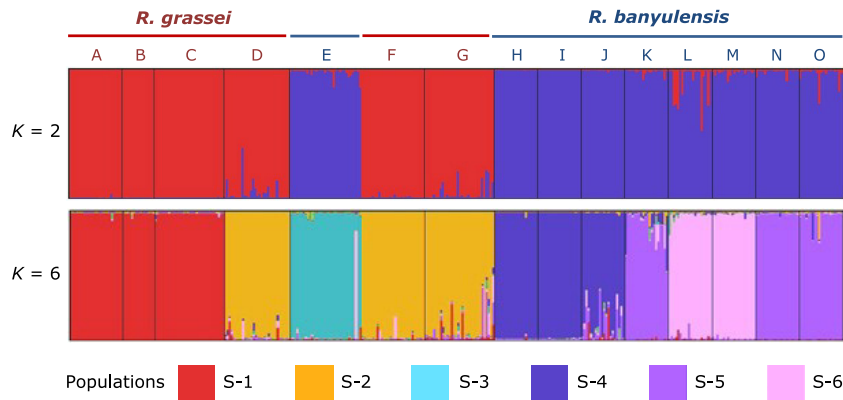 R. grassei R. banyulensis
A B C D E F G H I J K L M N O
K = 2
K = 6
Populations S-1 S-2 S-3 S-4 S-5 S-6